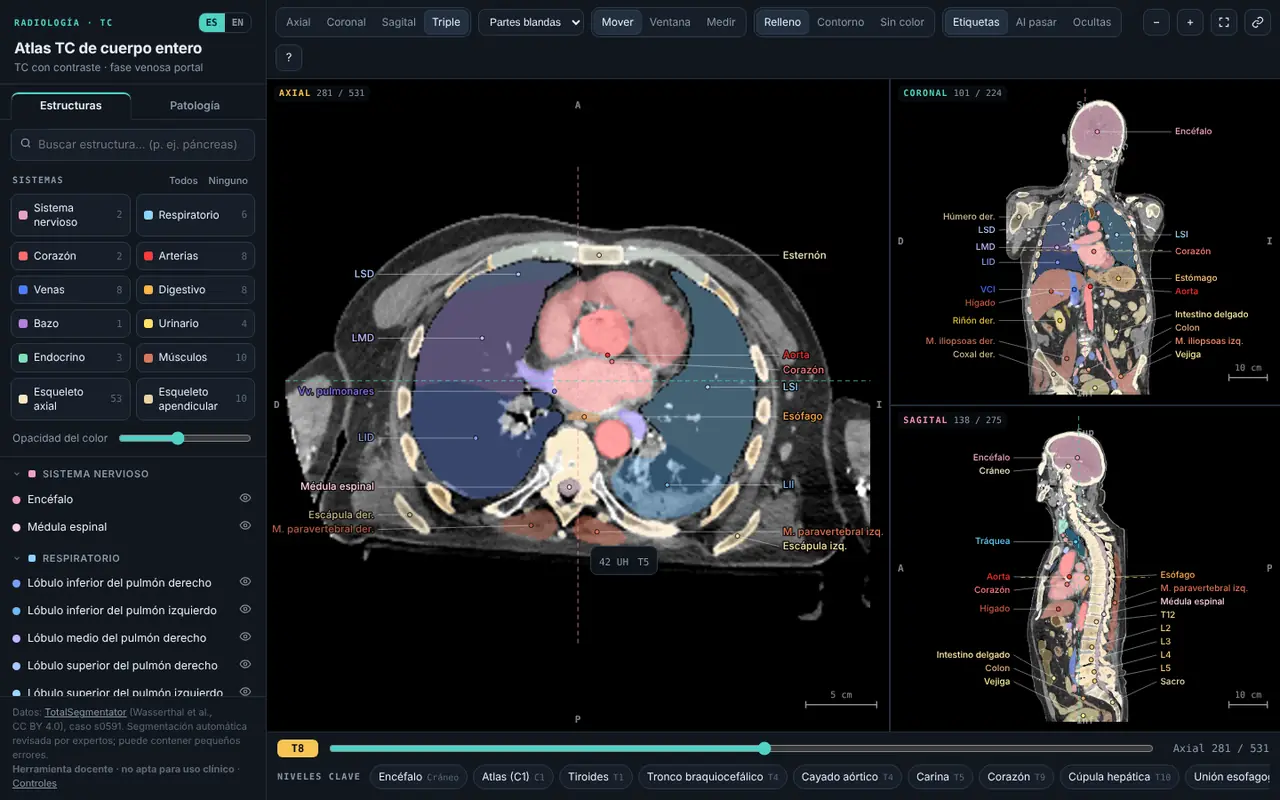 RADIOLOGÍA · TC
ES EN
Atlas TC de cuerpo entero
TC con contraste · fase venosa portal
Estructuras Patología
Buscar estructura... (p. ej. páncreas)
SISTEMAS Todos Ninguno
Sistema nervioso 2
Respiratorio 6
Corazón 2
Arterias 8
Venas 8
Digestivo 8
Bazo 1
Urinario 4
Endocrino 3
Músculos 10
Esqueleto axial 53
Esqueleto apendicular 10
Opacidad del color
SISTEMA NERVIOSO
Encéfalo
Médula espinal
RESPIRATORIO
Lóbulo inferior del pulmón derecho
Lóbulo inferior del pulmón izquierdo
Lóbulo medio del pulmón derecho
Lóbulo superior del pulmón derecho
Lóbulo superior del pulmón izquierdo
Datos: TotalSegmentator (Wasserthal et al.,
CC BY 4.0), caso s0591. Segmentación automática
revisada por expertos; puede contener pequeños
errores.
Herramienta docente · no apta para uso clínico ·
Controles
Axial Coronal Sagital Triple
Partes blandas
Mover Ventana Medir
Relleno Contorno Sin color
Etiquetas Al pasar Ocultas
− +
?
AXIAL 281 / 531
A
LSD
LMD
Vv. pulmonares
D
LID
Médula espinal
Escápula der.
M. paravertebral der.
Esternón
Aorta
Corazón
LSI
I
Esófago
LII
M. paravertebral izq.
Escápula izq.
42 UH T5
5 cm
P
CORONAL 101 / 224
Encéfalo
Húmero der.
LSD
LMD
D
LID
VCI
Hígado
Riñón der.
M. iliopsoas der.
Coxal der.
LSI
I
Corazón
Estómago
Aorta
Intestino delgado
Colon
M. iliopsoas izq.
Vejiga
10 cm
SAGITAL 138 / 275
Sup
Encéfalo
Cráneo
Tráquea
A
Aorta
Corazón
Hígado
Intestino delgado
Colon
Vejiga
P
Esófago
M. paravertebral izq.
Médula espinal
T12
L2
L3
L4
L5
Sacro
10 cm
T8
Axial 281 / 531
NIVELES CLAVE
Encéfalo Cráneo
Atlas (C1) C1
Tiroides T1
Tronco braquiocefálico T4
Cayado aórtico T4
Carina T5
Corazón T9
Cúpula hepática T10
Unión